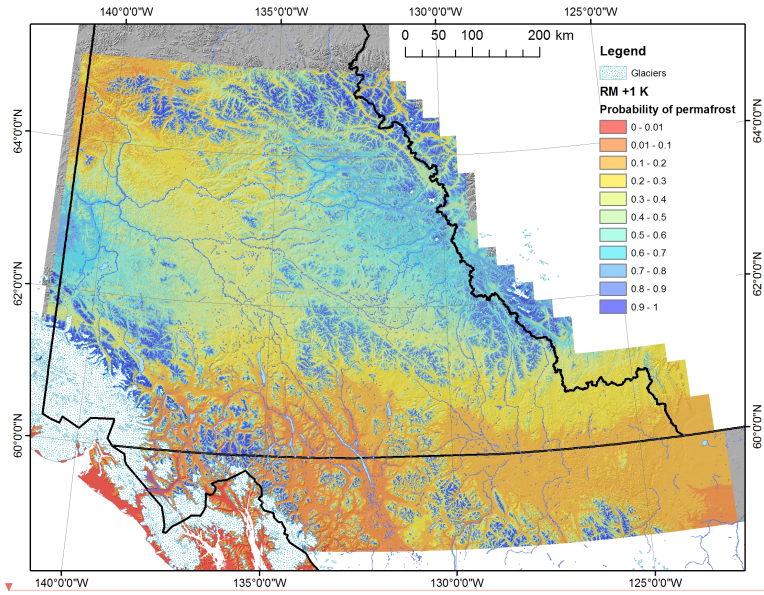 140°0'0"W 135°0'0"W 130°0'0"W 125°0'0"W
0 50 100 200 km
Legend
Glaciers
RM +1 K
Probability of permafrost
0 - 0.01
0.01 - 0.1
0.1 - 0.2
0.2 - 0.3
0.3 - 0.4
0.4 - 0.5
0.5 - 0.6
0.6 - 0.7
0.7 - 0.8
0.8 - 0.9
0.9 - 1
64°0'0"N
62°0'0"N
60°0'0"N
64°0'0"N
62°0'0"N
60°0'0"N
140°0'0"W 135°0'0"W 130°0'0"W 125°0'0"W